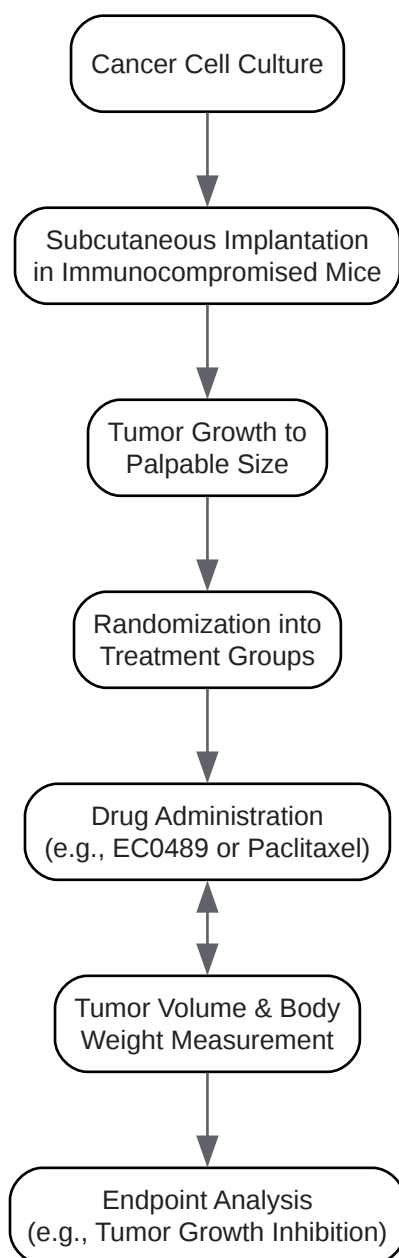 Cancer Cell Culture
Subcutaneous Implantation
in Immunocompromised Mice
Tumor Growth to
Palpable Size
Randomization into
Treatment Groups
Drug Administration
(e.g., EC0489 or Paclitaxel)
Tumor Volume & Body
Weight Measurement
Endpoint Analysis
(e.g., Tumor Growth Inhibition)